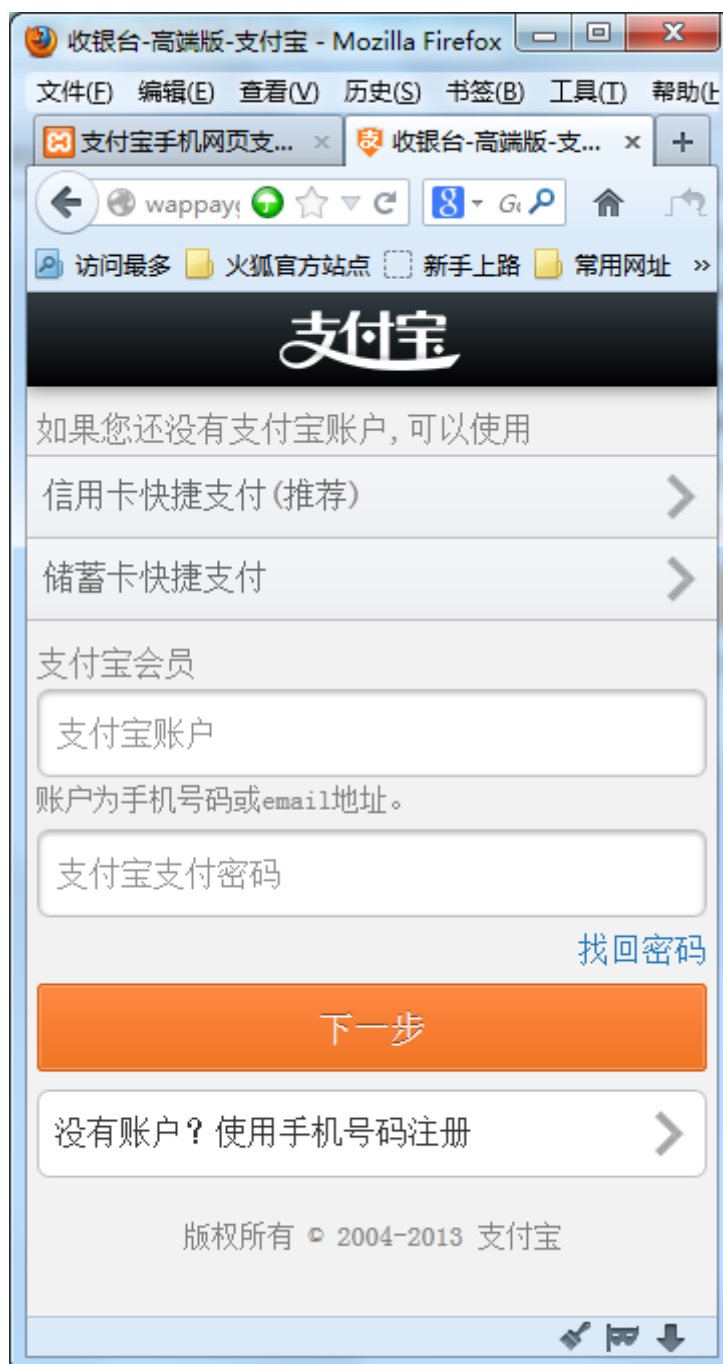 收银台-高端版-支付宝 - Mozilla Firefox
文件(F) 编辑(E) 查看(V) 历史(S) 书签(B) 工具(T) 帮助(H
支付宝手机网页支... × 收银台-高端版-支... × +
wappay
访问最多 火狐官方站点 新手上路 常用网址 »
支付宝
如果您还没有支付宝账户,可以使用
信用卡快捷支付(推荐)
储蓄卡快捷支付
支付宝会员
支付宝账户
账户为手机号码或email地址。
支付宝支付密码
找回密码
下一步
没有账户？使用手机号码注册
版权所有 © 2004-2013 支付宝